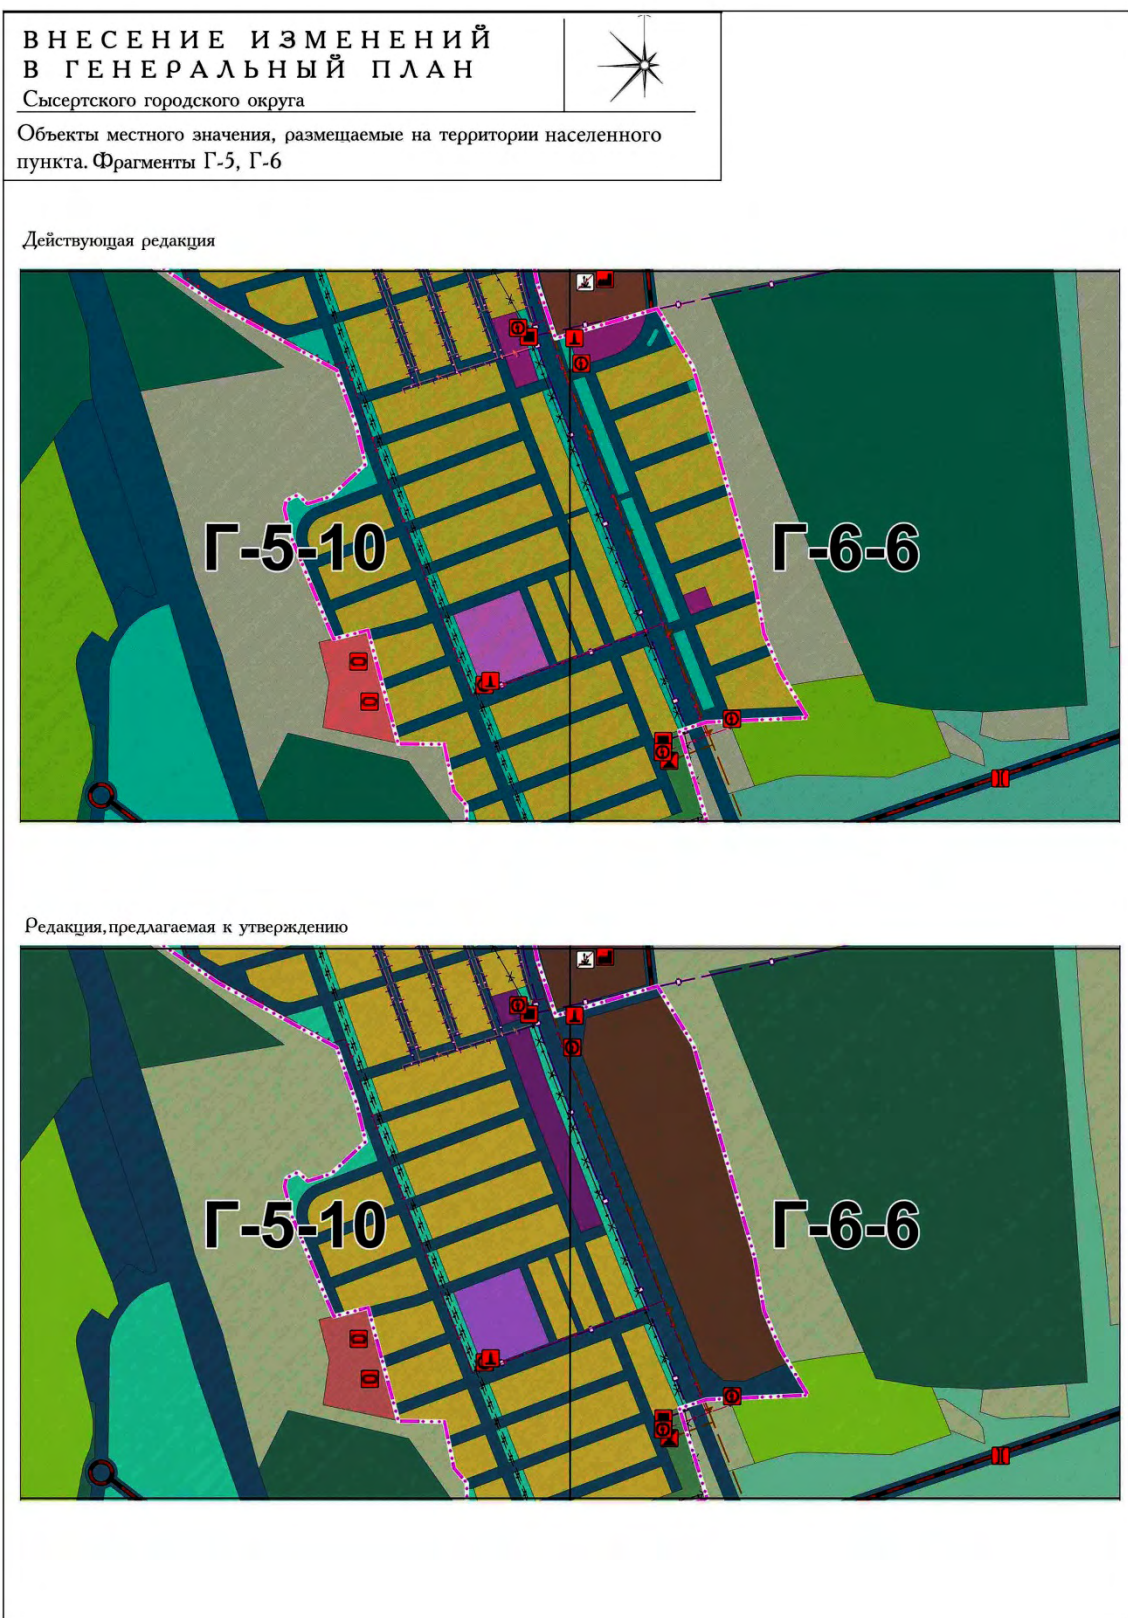 ВНЕСЕНИЕ ИЗМЕНЕНИЙ
В ГЕНЕРАЛЬНЫЙ ПЛАН
Сысертского городского округа
Объекты местного значения, размещаемые на территории населенного
пункта. Фрагменты Г-5, Г-6
Действующая редакция
Г-5-10
Г-6-6
Редакция, предлагаемая к утверждению
Г-5-10
Г-6-6